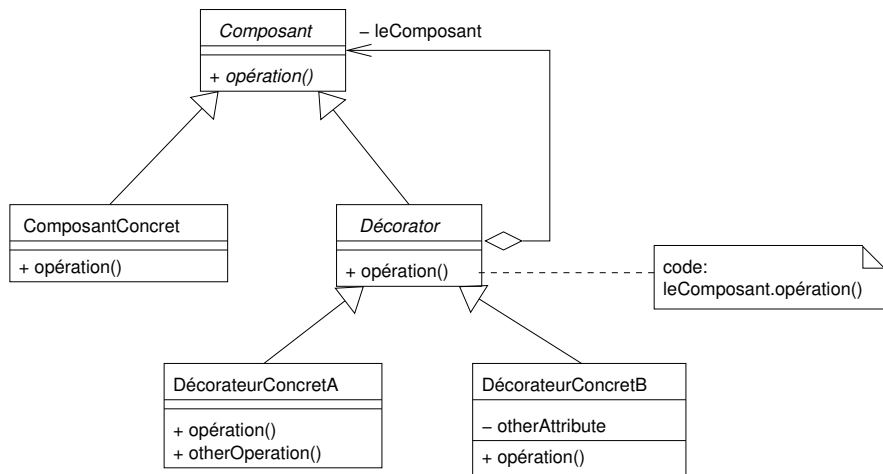 Composant
− leComposant
+ opération()
ComposantConcret
+ opération()
Décorator
+ opération()
code:
leComposant.opération()
DécorateurConcretA
+ opération()
+ otherOperation()
DécorateurConcretB
− otherAttribute
+ opération()